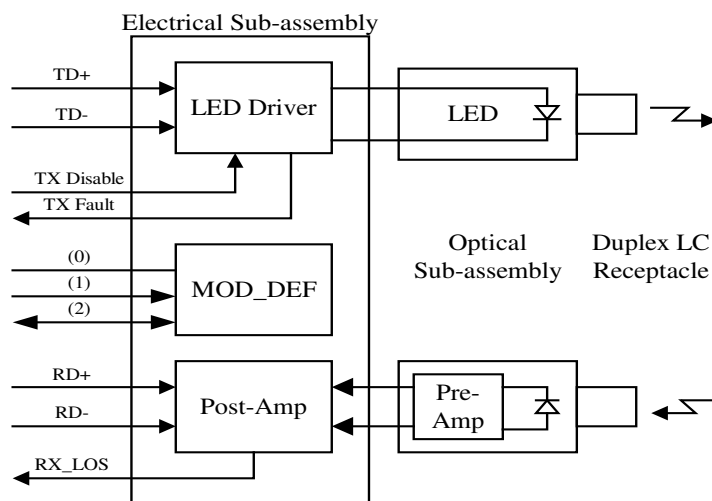 Electrical Sub-assembly
TD+
TD-
LED Driver
LED
TX Disable
TX Fault
(0)
(1)
(2)
MOD_DEF
Optical
Sub-assembly
Duplex LC
Receptacle
RD+
RD-
Post-Amp
Pre-
Amp
RX_LOS